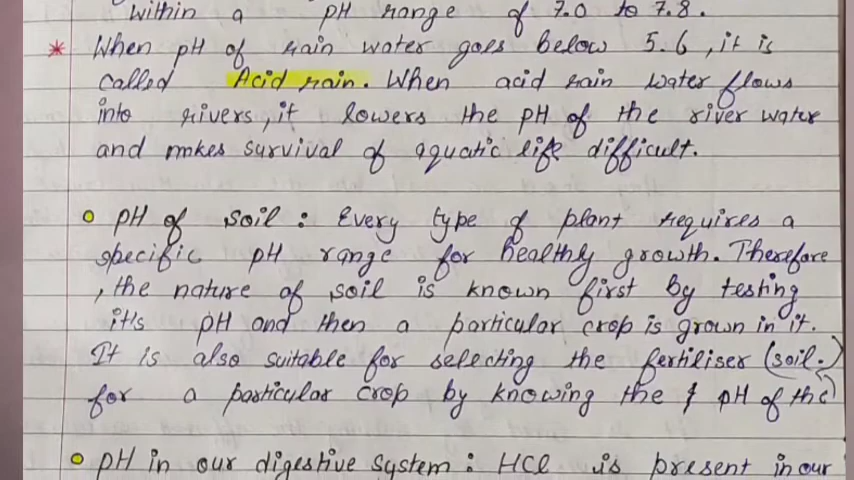 within a pH range of 7.0 to 7.8.
* When pH of rain water goes below 5.6, it is
called Acid rain. When acid rain water flows
into rivers, it lowers the pH of the river water
and makes survival of aquatic life difficult.
pH of soil : Every type of plant requires a
specific pH range for healthly growth. Therefore
, the nature of soil is known first by testing
it's pH and then a particular crop is grown in it.
It is also suitable for selecting the fertiliser (soil.)
for a particular crop by knowing the pH of the
pH in our digestive system : HCl is present in our